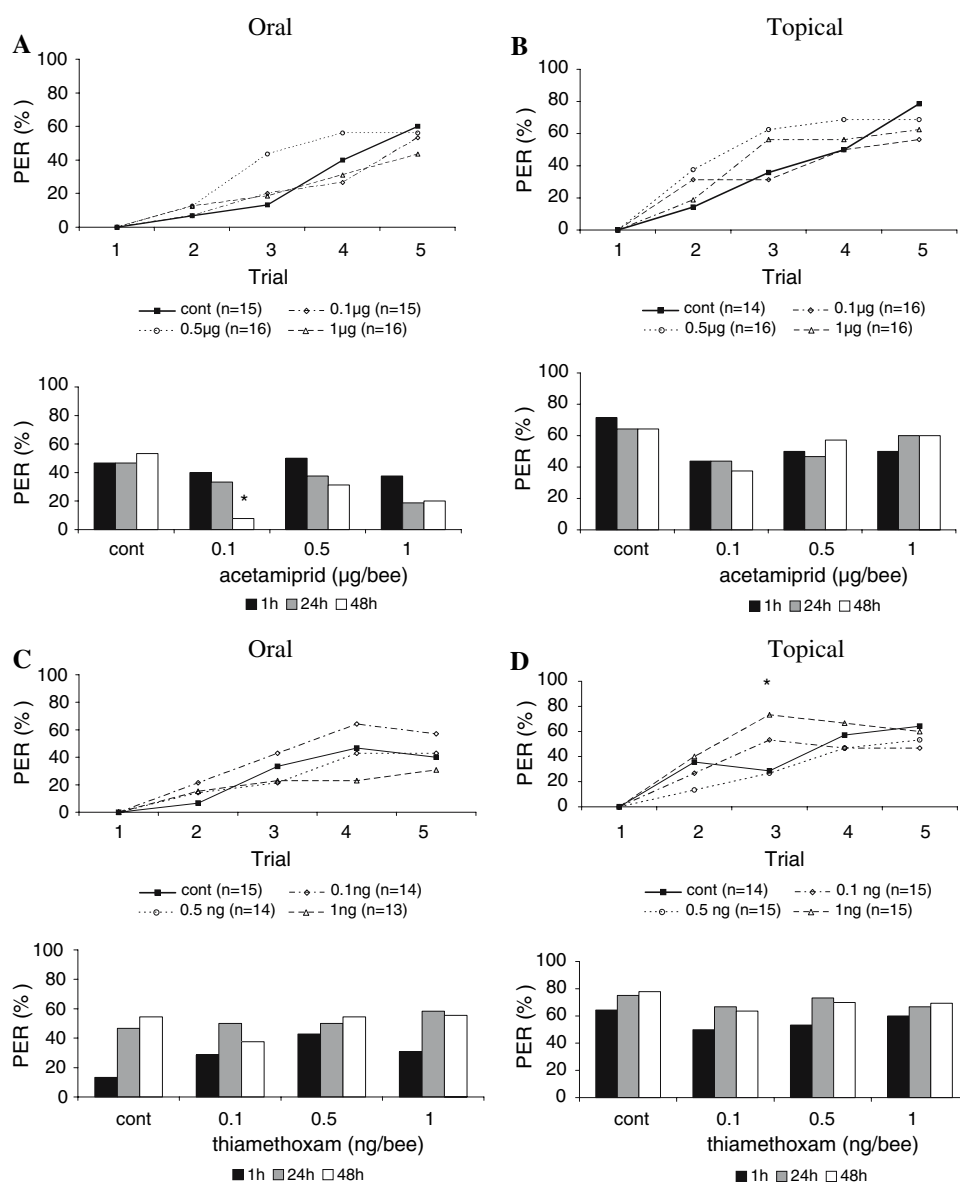 A Oral
PER (%)
100
80
60
40
20
0
1 2 3 4 5
Trial
cont (n=15) 0.1µg (n=15)
0.5µg (n=16) 1µg (n=16)
PER (%)
100
80
60
40
20
0
*
cont 0.1 0.5 1
acetamiprid (µg/bee)
1h 24h 48h
B Topical
PER (%)
100
80
60
40
20
0
1 2 3 4 5
Trial
cont (n=14) 0.1µg (n=16)
0.5µg (n=16) 1µg (n=16)
PER (%)
100
80
60
40
20
0
cont 0.1 0.5 1
acetamiprid (µg/bee)
1h 24h 48h
C Oral
PER (%)
100
80
60
40
20
0
1 2 3 4 5
Trial
cont (n=15) 0.1ng (n=14)
0.5 ng (n=14) 1ng (n=13)
PER (%)
100
80
60
40
20
0
cont 0.1 0.5 1
thiamethoxam (ng/bee)
1h 24h 48h
D Topical
PER (%)
100
80
60
40
20
0
*
1 2 3 4 5
Trial
cont (n=14) 0.1 ng (n=15)
0.5 ng (n=15) 1ng (n=15)
PER (%)
100
80
60
40
20
0
cont 0.1 0.5 1
thiamethoxam (ng/bee)
1h 24h 48h